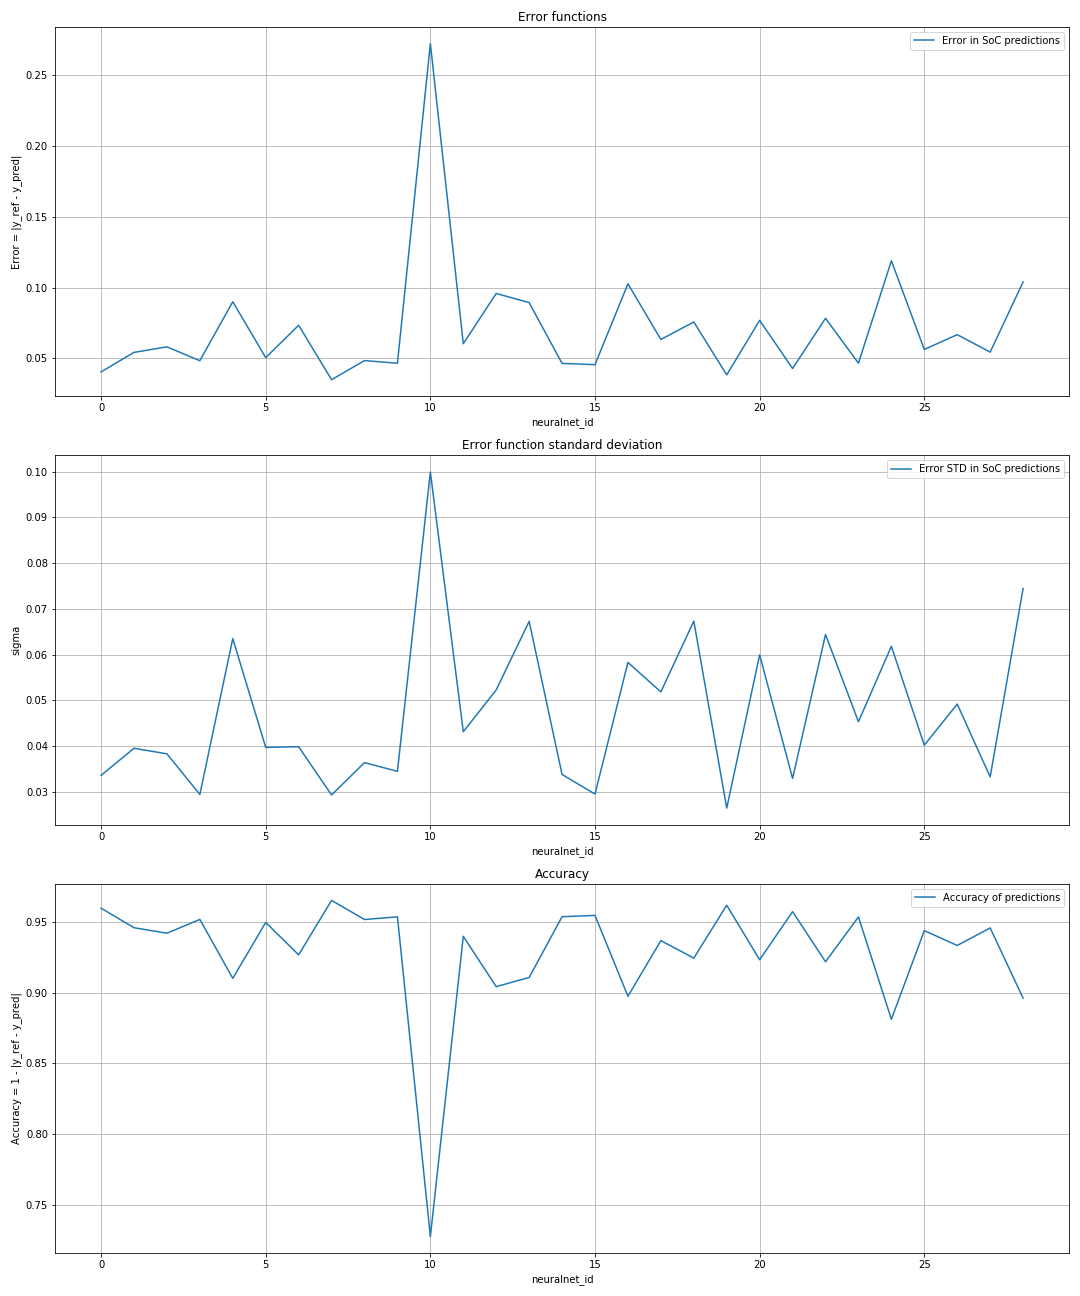 Error functions
Error in SoC predictions
Error = |y_ref - y_pred|
0.25
0.20
0.15
0.10
0.05
0 5 10 15 20 25
neuralnet_id
Error function standard deviation
Error STD in SoC predictions
sigma
0.10
0.09
0.08
0.07
0.06
0.05
0.04
0.03
0 5 10 15 20 25
neuralnet_id
Accuracy
Accuracy of predictions
Accuracy = 1 - |y_ref - y_pred|
0.95
0.90
0.85
0.80
0.75
0 5 10 15 20 25
neuralnet_id